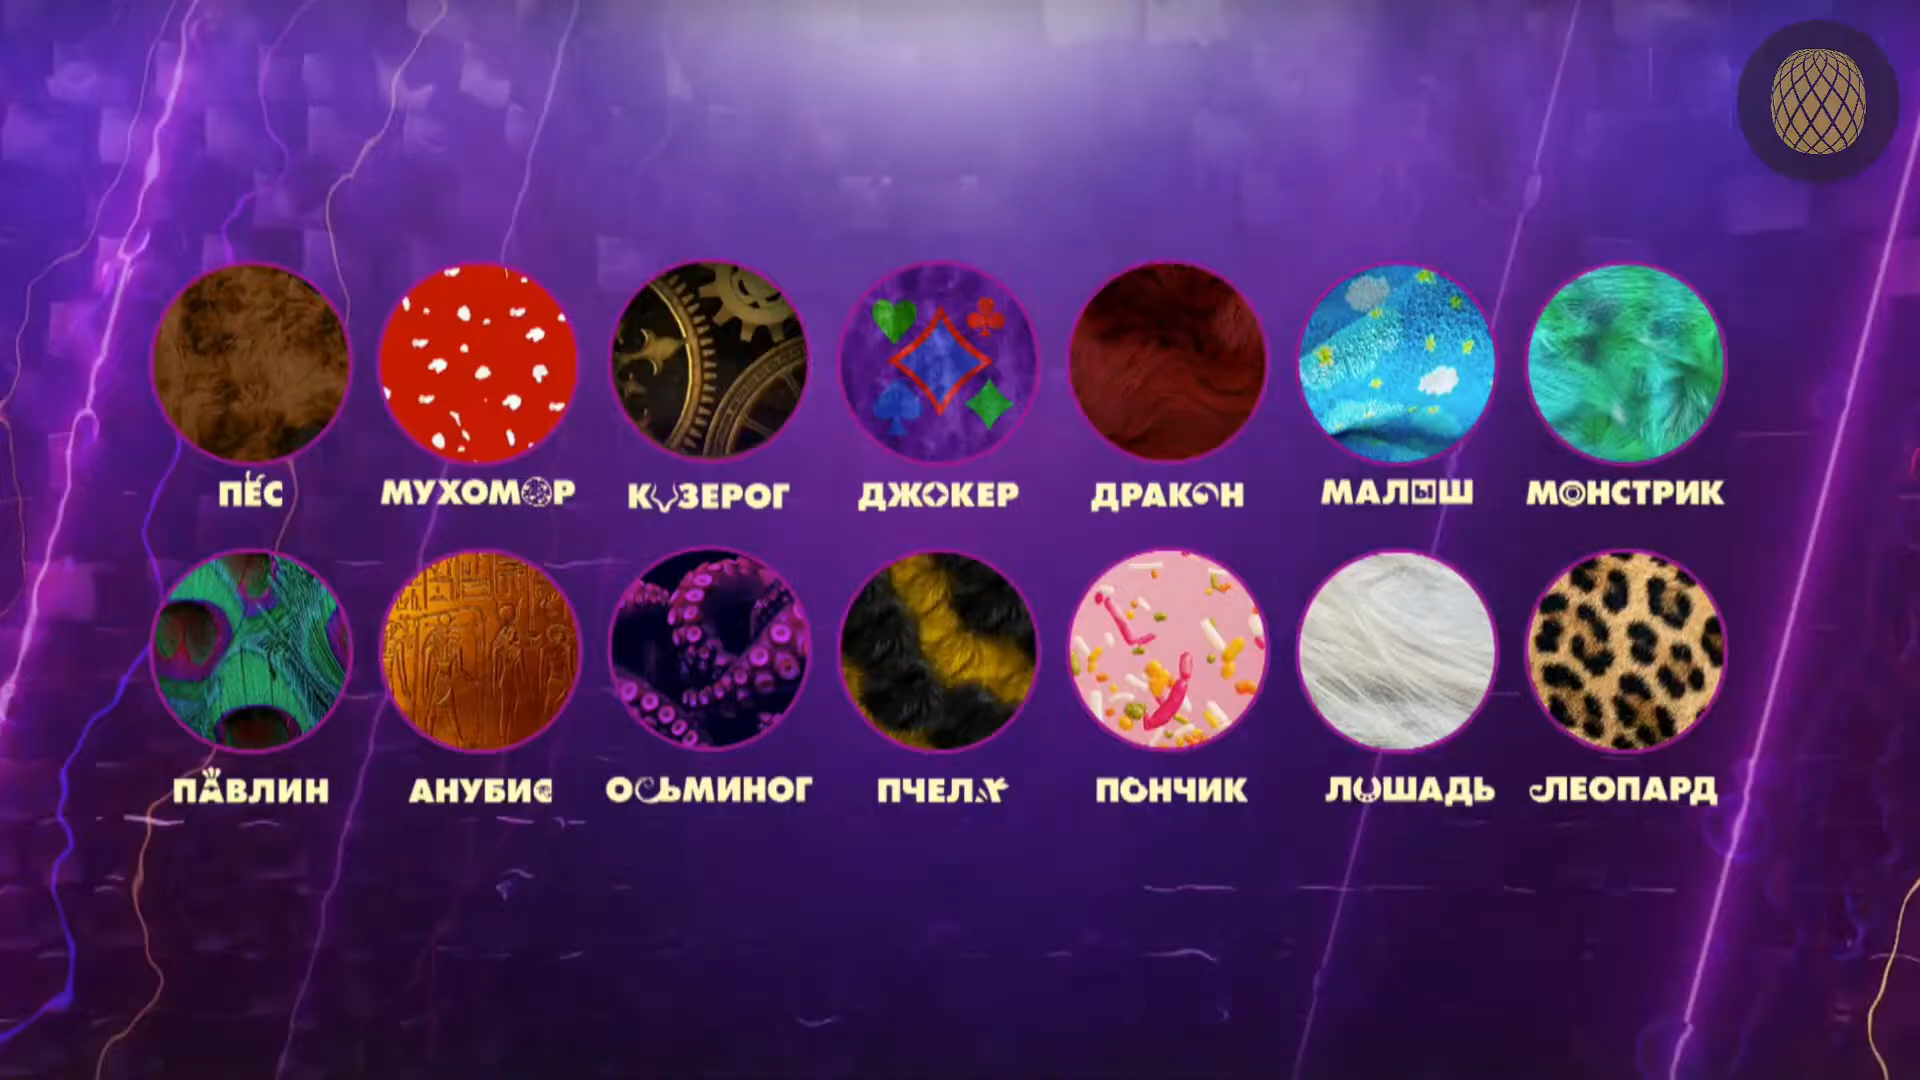 ПЁС МУХОМОР КОЗЕРОГ ДЖОКЕР ДРАКОН МАЛЫШ МОНСТРИК
ПАВЛИН АНУБИС ОСЬМИНОГ ПЧЕЛА ПОНЧИК ЛОШАДЬ ЛЕОПАРД